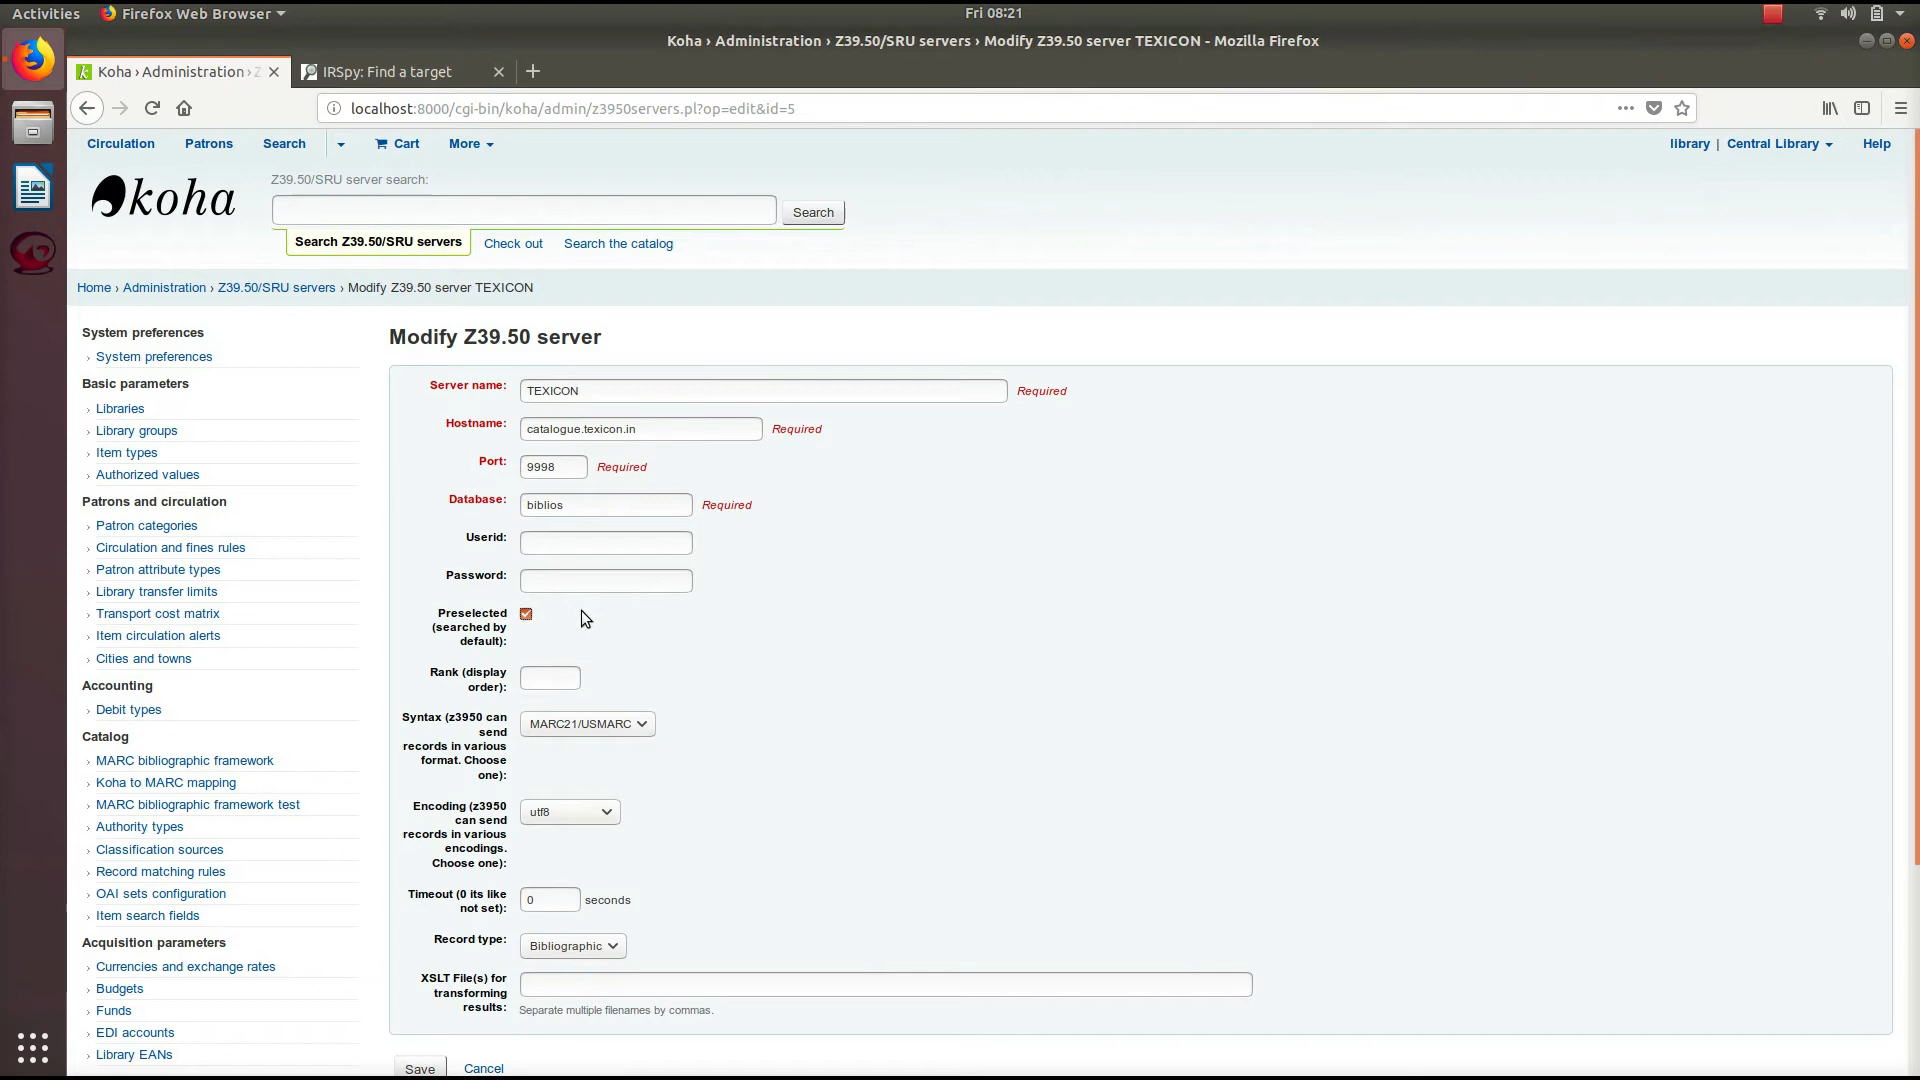 Activities Firefox Web Browser Fri 08:21
Koha › Administration › Z39.50/SRU servers › Modify Z39.50 server TEXICON - Mozilla Firefox
Koha › Administration › Z IRSpy: Find a target
localhost:8000/cgi-bin/koha/admin/z3950servers.pl?op=edit&id=5
Circulation Patrons Search Cart More library | Central Library Help
koha
Z39.50/SRU server search:
Search
Search Z39.50/SRU servers Check out Search the catalog
Home › Administration › Z39.50/SRU servers › Modify Z39.50 server TEXICON
System preferences
› System preferences
Basic parameters
› Libraries
› Library groups
› Item types
› Authorized values
Patrons and circulation
› Patron categories
› Circulation and fines rules
› Patron attribute types
› Library transfer limits
› Transport cost matrix
› Item circulation alerts
› Cities and towns
Accounting
› Debit types
Catalog
› MARC bibliographic framework
› Koha to MARC mapping
› MARC bibliographic framework test
› Authority types
› Classification sources
› Record matching rules
› OAI sets configuration
› Item search fields
Acquisition parameters
› Currencies and exchange rates
› Budgets
› Funds
› EDI accounts
› Library EANs
Modify Z39.50 server
Server name: TEXICON Required
Hostname: catalogue.texicon.in Required
Port: 9998 Required
Database: biblios Required
Userid:
Password:
Preselected
(searched by
default):
Rank (display
order):
Syntax (z3950 can MARC21/USMARC
send
records in various
format. Choose
one):
Encoding (z3950 utf8
can send
records in various
encodings.
Choose one):
Timeout (0 its like 0 seconds
not set):
Record type: Bibliographic
XSLT File(s) for
transforming
results:
Separate multiple filenames by commas.
Save Cancel